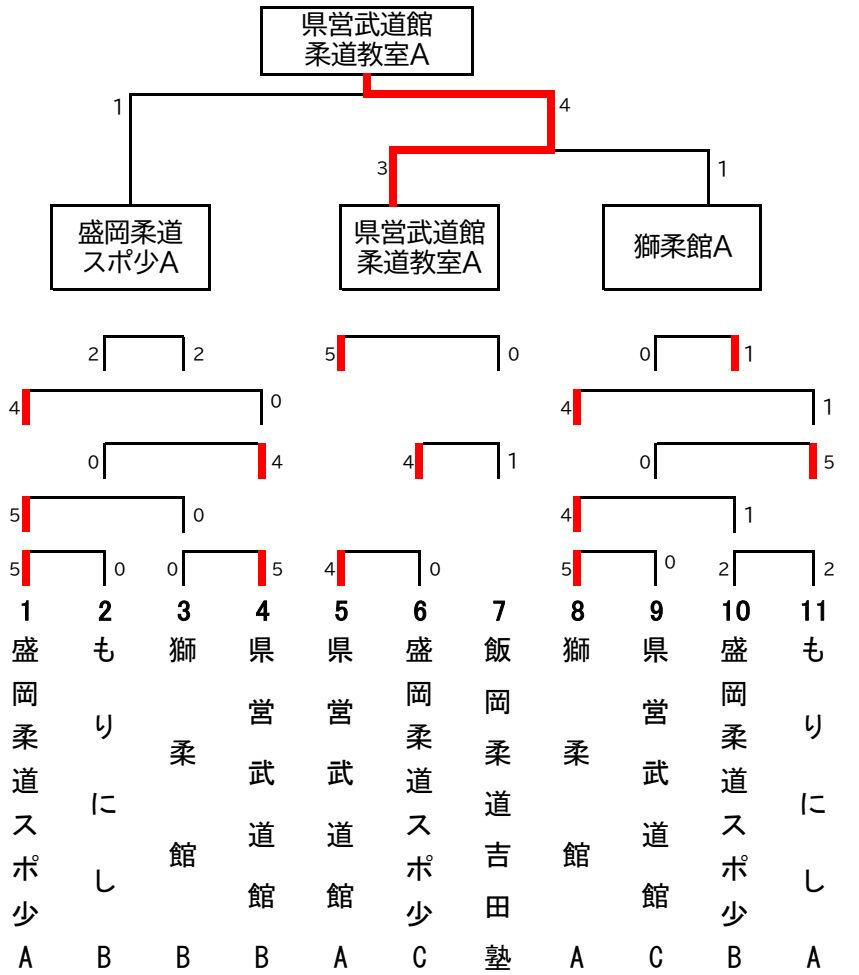 県営武道館
柔道教室A
1
4
3
1
盛岡柔道
スポ少A
県営武道館
柔道教室A
獅柔館A
2 2 5 0 0 1
4 0 4 1
0 4 4 1 0 5
5 0 4 1
5 0 0 5 4 0 5 0 2 2
1 2 3 4 5 6 7 8 9 10 11
盛岡柔道スポ少A
もりにしB
獅柔館B
県営武道館B
県営武道館A
盛岡柔道スポ少C
飯岡柔道吉田塾
獅柔館A
県営武道館C
盛岡柔道スポ少B
もりにしA